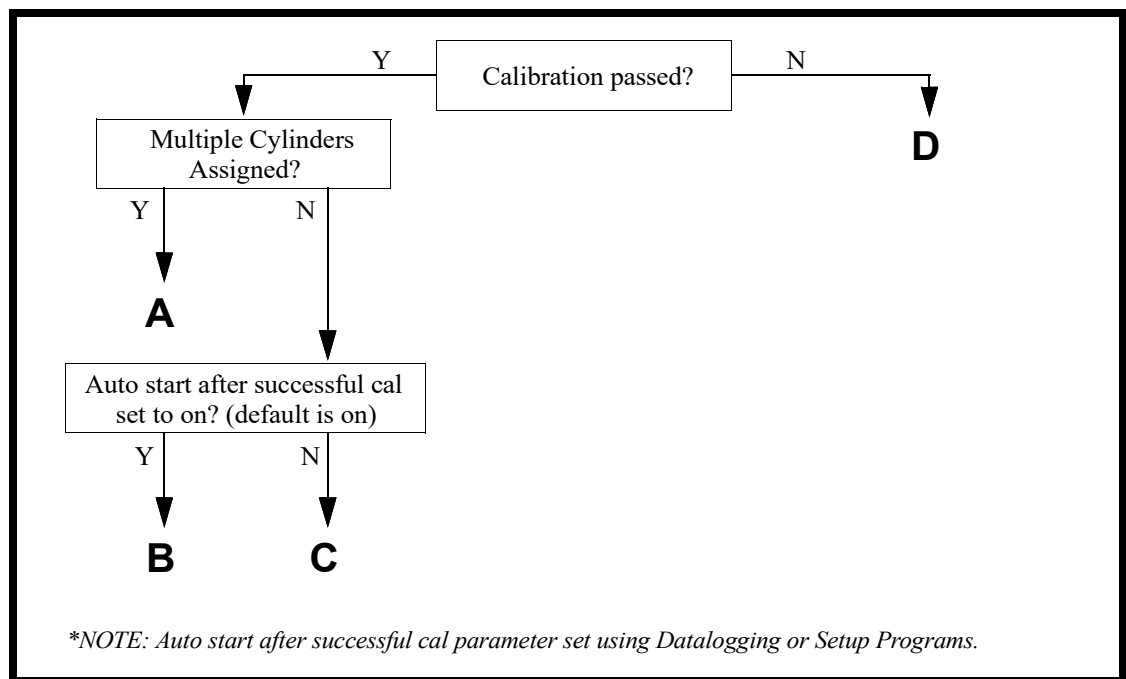 Y
Calibration passed?
N
Multiple Cylinders
Assigned?
D
Y
N
A
Auto start after successful cal
set to on? (default is on)
Y
N
B
C
*NOTE: Auto start after successful cal parameter set using Datalogging or Setup Programs.